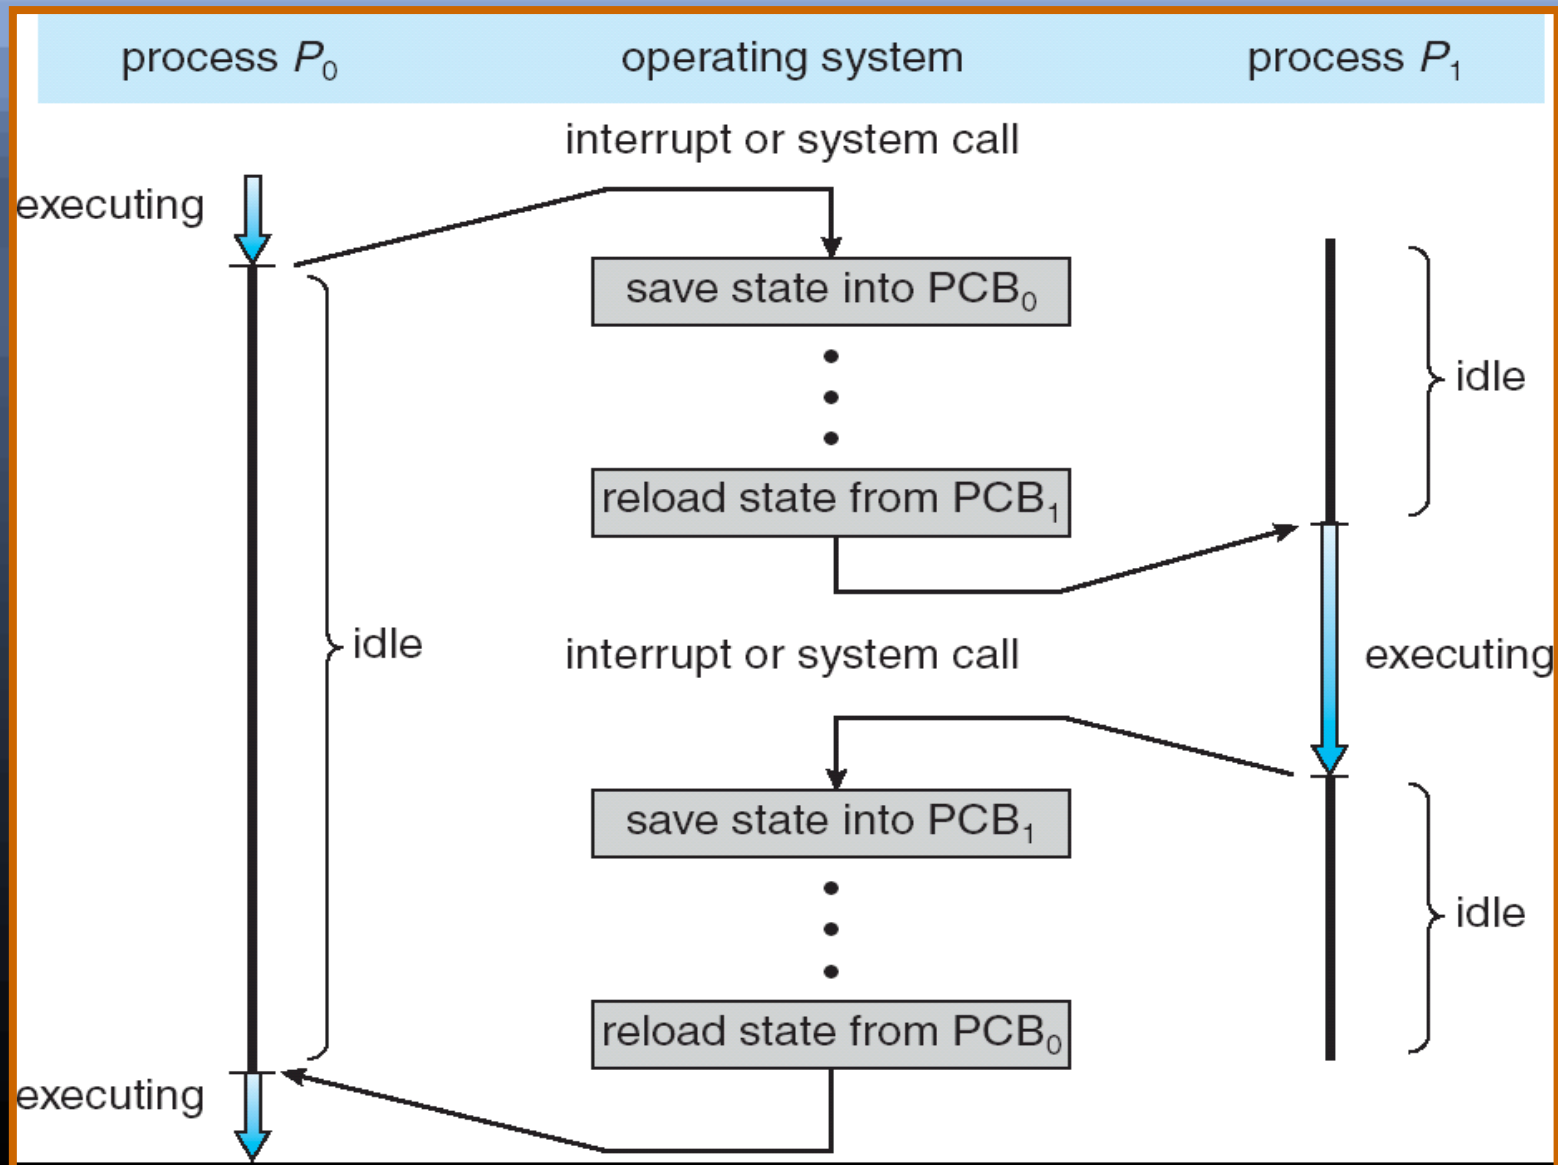 process P₀ operating system process P₁
interrupt or system call
executing
save state into PCB₀
idle
reload state from PCB₁
idle
interrupt or system call
executing
save state into PCB₁
idle
reload state from PCB₀
executing